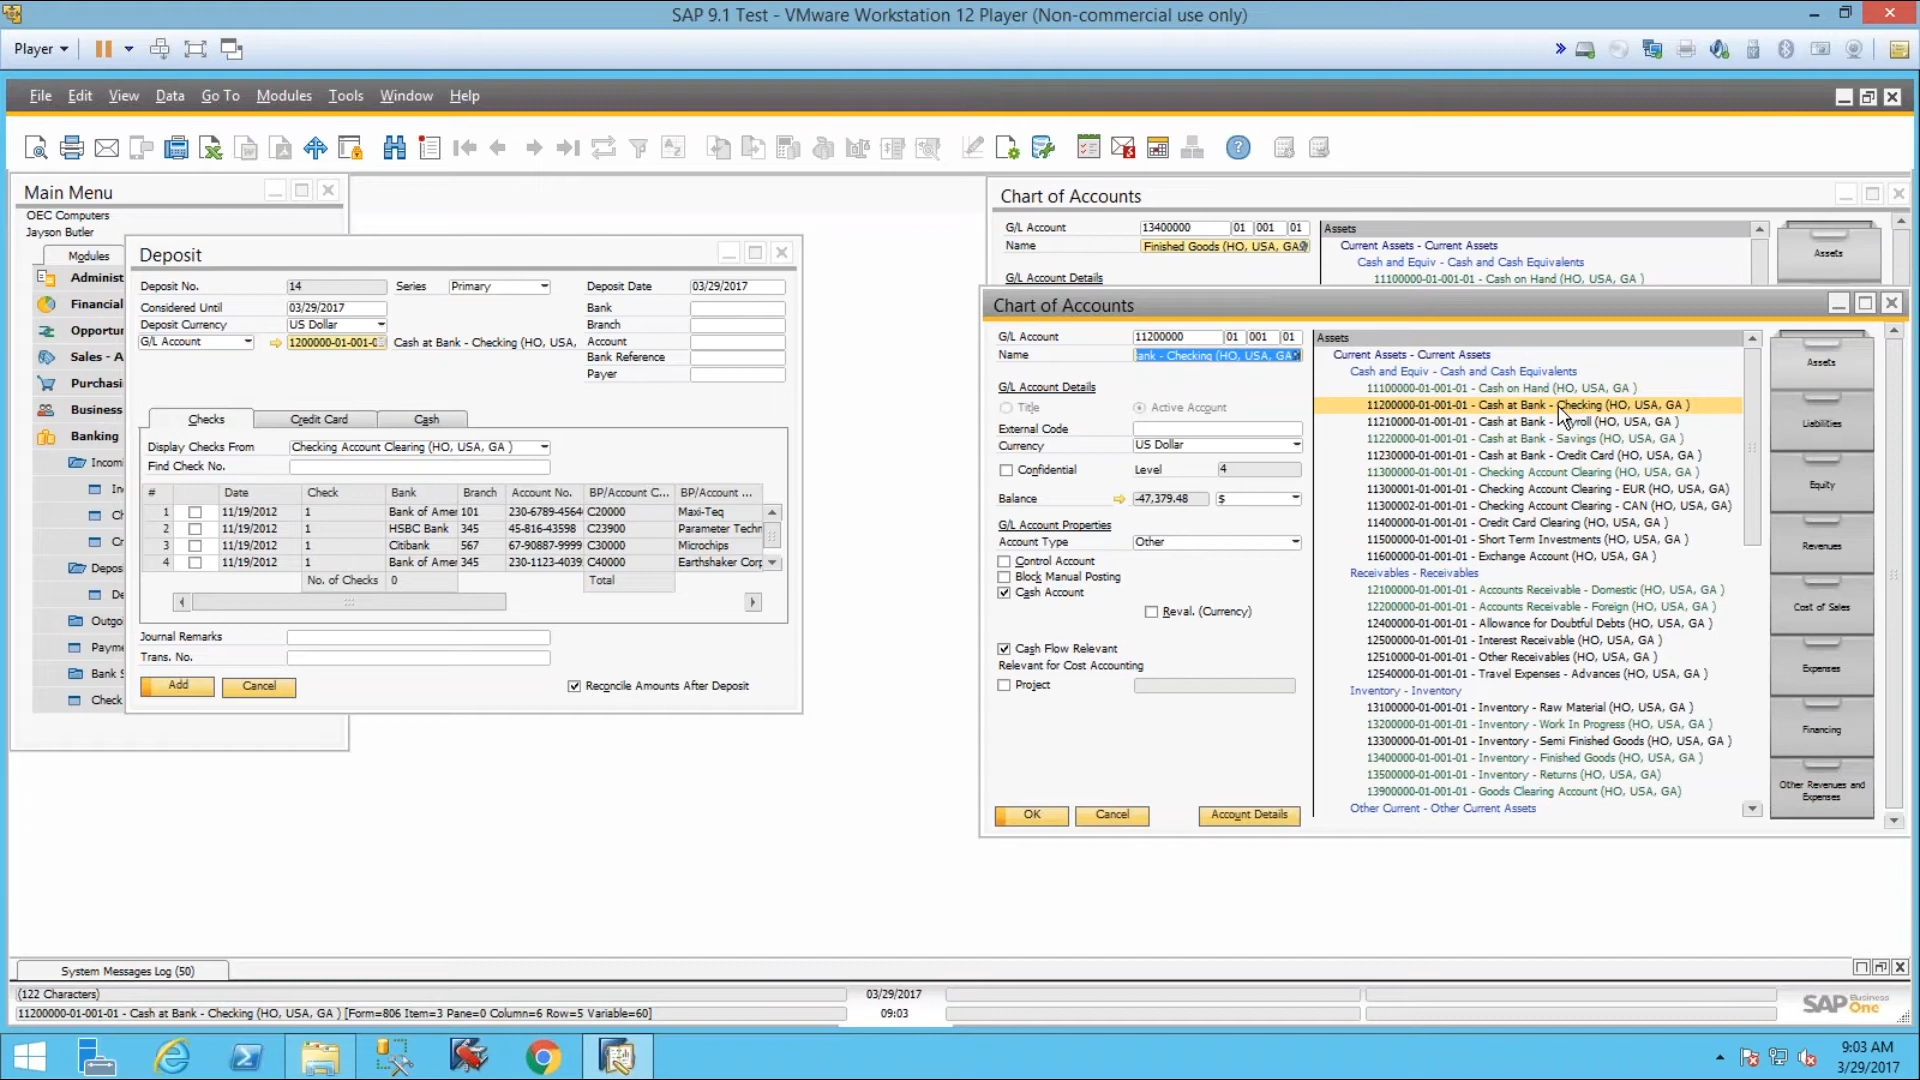 SAP 9.1 Test - VMware Workstation 12 Player (Non-commercial use only)
Player
File Edit View Data Go To Modules Tools Window Help
Main Menu
OEC Computers
Jayson Butler
Modules
Administ
Financial
Opportur
Sales - A
Purchasi
Business
Banking
Incomi
In
Ch
Cr
Depos
De
Outgo
Payme
Bank S
Check
Deposit
Deposit No. 14 Series Primary Deposit Date 03/29/2017
Considered Until 03/29/2017 Bank
Deposit Currency US Dollar Branch
G/L Account 1200000-01-001-0 Cash at Bank - Checking (HO, USA, Account
Bank Reference
Payer
Checks Credit Card Cash
Display Checks From Checking Account Clearing (HO, USA, GA )
Find Check No.
# Date Check Bank Branch Account No. BP/Account C... BP/Account ...
1 11/19/2012 1 Bank of Amer 101 230-6789-4564 C20000 Maxi-Teq
2 11/19/2012 1 HSBC Bank 345 45-816-43598 C23900 Parameter Techn
3 11/19/2012 1 Citibank 567 67-90887-9999 C30000 Microchips
4 11/19/2012 1 Bank of Amer 345 230-1123-4039 C40000 Earthshaker Corp
No. of Checks 0 Total
Journal Remarks
Trans. No.
Add Cancel Reconcile Amounts After Deposit
Chart of Accounts
G/L Account 13400000 01 001 01 Assets
Name Finished Goods (HO, USA, GA Current Assets - Current Assets
Cash and Equiv - Cash and Cash Equivalents
G/L Account Details 11100000-01-001-01 - Cash on Hand (HO, USA, GA )
Assets
Chart of Accounts
G/L Account 11200000 01 001 01
Name ank - Checking (HO, USA, GA
G/L Account Details
Title Active Account
External Code
Currency US Dollar
Confidential Level 4
Balance -47,379.48 $
G/L Account Properties
Account Type Other
Control Account
Block Manual Posting
Cash Account
Reval. (Currency)
Cash Flow Relevant
Relevant for Cost Accounting
Project
OK Cancel Account Details
Assets
Current Assets - Current Assets
Cash and Equiv - Cash and Cash Equivalents
11100000-01-001-01 - Cash on Hand (HO, USA, GA )
11200000-01-001-01 - Cash at Bank - Checking (HO, USA, GA )
11210000-01-001-01 - Cash at Bank - yroll (HO, USA, GA )
11220000-01-001-01 - Cash at Bank - Savings (HO, USA, GA )
11230000-01-001-01 - Cash at Bank - Credit Card (HO, USA, GA )
11300000-01-001-01 - Checking Account Clearing (HO, USA, GA )
11300001-01-001-01 - Checking Account Clearing - EUR (HO, USA, GA)
11300002-01-001-01 - Checking Account Clearing - CAN (HO, USA, GA )
11400000-01-001-01 - Credit Card Clearing (HO, USA, GA )
11500000-01-001-01 - Short Term Investments (HO, USA, GA )
11600000-01-001-01 - Exchange Account (HO, USA, GA )
Receivables - Receivables
12100000-01-001-01 - Accounts Receivable - Domestic (HO, USA, GA )
12200000-01-001-01 - Accounts Receivable - Foreign (HO, USA, GA )
12400000-01-001-01 - Allowance for Doubtful Debts (HO, USA, GA )
12500000-01-001-01 - Interest Receivable (HO, USA, GA )
12510000-01-001-01 - Other Receivables (HO, USA, GA )
12540000-01-001-01 - Travel Expenses - Advances (HO, USA, GA )
Inventory - Inventory
13100000-01-001-01 - Inventory - Raw Material (HO, USA, GA )
13200000-01-001-01 - Inventory - Work In Progress (HO, USA, GA )
13300000-01-001-01 - Inventory - Semi Finished Goods (HO, USA, GA )
13400000-01-001-01 - Inventory - Finished Goods (HO, USA, GA )
13500000-01-001-01 - Inventory - Returns (HO, USA, GA)
13900000-01-001-01 - Goods Clearing Account (HO, USA, GA)
Other Current - Other Current Assets
Assets
Liabilities
Equity
Revenues
Cost of Sales
Expenses
Financing
Other Revenues and Expenses
System Messages Log (50)
(122 Characters) 03/29/2017
11200000-01-001-01 - Cash at Bank - Checking (HO, USA, GA ) [Form=806 Item=3 Pane=0 Column=6 Row=5 Variable=60] 09:03
SAP Business One
9:03 AM
3/29/2017